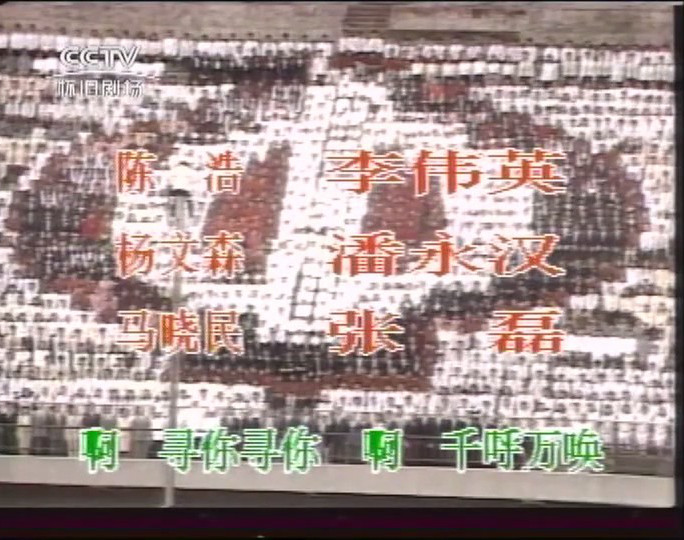 CCTV
怀旧剧场
陈 浩 李伟英
杨文森 潘永汉
马晓民 张 磊
啊 寻你寻你 啊 千呼万唤